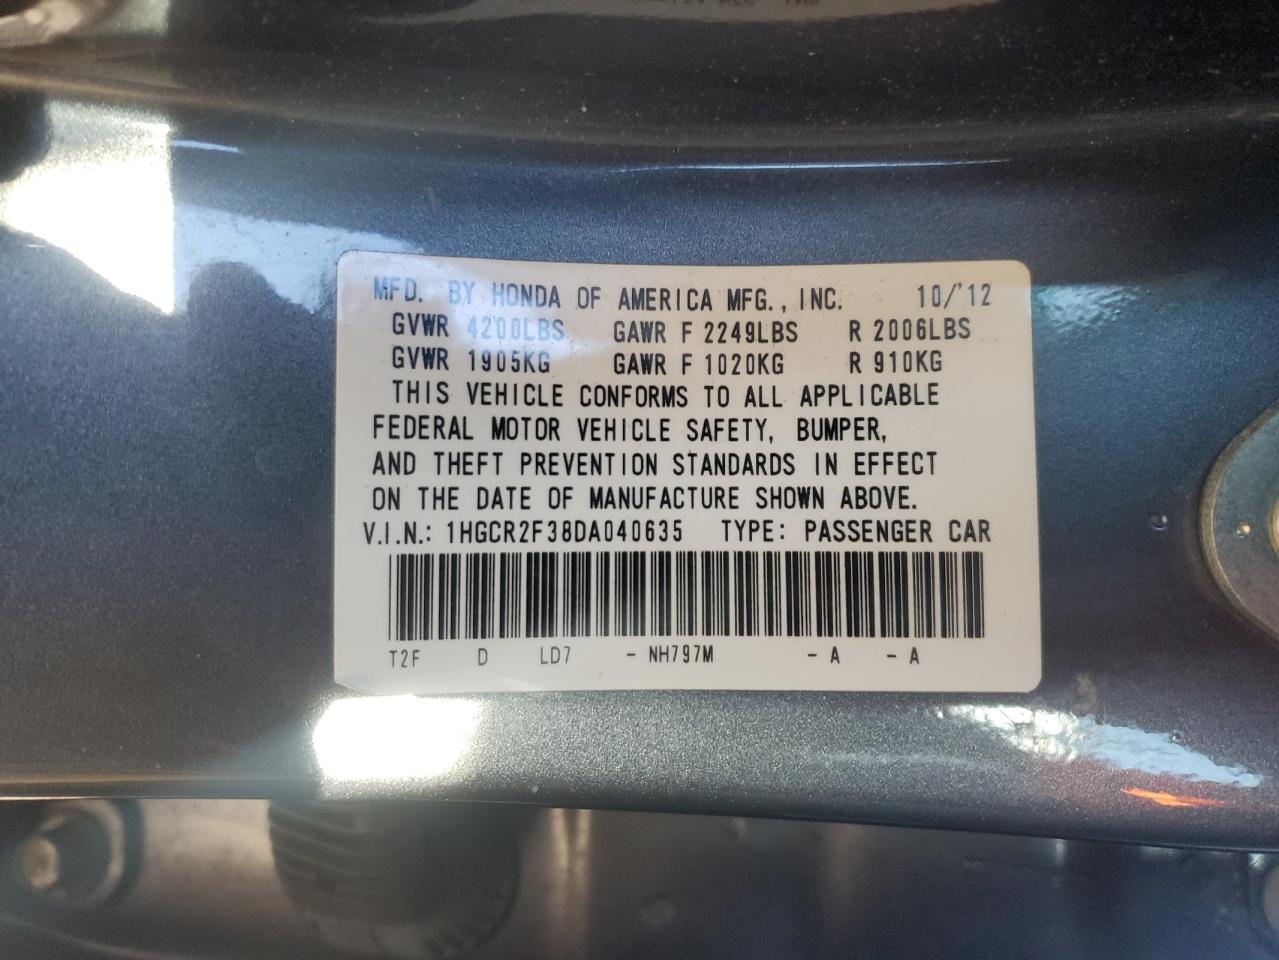 MFD. BY HONDA OF AMERICA MFG., INC. 10/'12
GVWR 4200LBS GAWR F 2249LBS R 2006LBS
GVWR 1905KG GAWR F 1020KG R 910KG
THIS VEHICLE CONFORMS TO ALL APPLICABLE
FEDERAL MOTOR VEHICLE SAFETY, BUMPER,
AND THEFT PREVENTION STANDARDS IN EFFECT
ON THE DATE OF MANUFACTURE SHOWN ABOVE.
V.I.N.: 1HGCR2F38DA040635 TYPE: PASSENGER CAR
T2F D LD7 - NH797M - A - A